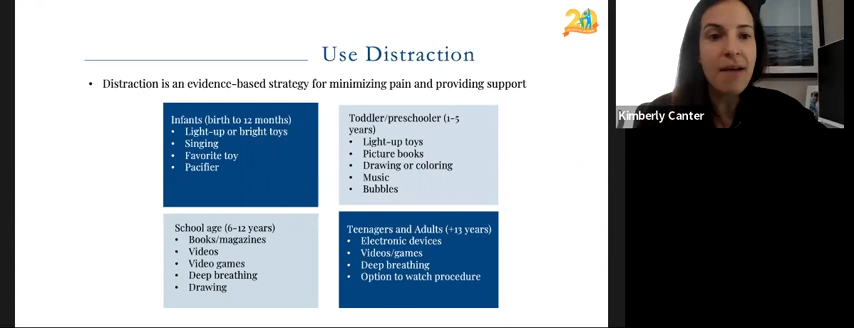 20
Use Distraction
• Distraction is an evidence-based strategy for minimizing pain and providing support
Infants (birth to 12 months)
• Light-up or bright toys
• Singing
• Favorite toy
• Pacifier
Toddler/preschooler (1-5
years)
• Light-up toys
• Picture books
• Drawing or coloring
• Music
• Bubbles
School age (6-12 years)
• Books/magazines
• Videos
• Video games
• Deep breathing
• Drawing
Teenagers and Adults (+13 years)
• Electronic devices
• Videos/games
• Deep breathing
• Option to watch procedure
Kimberly Canter